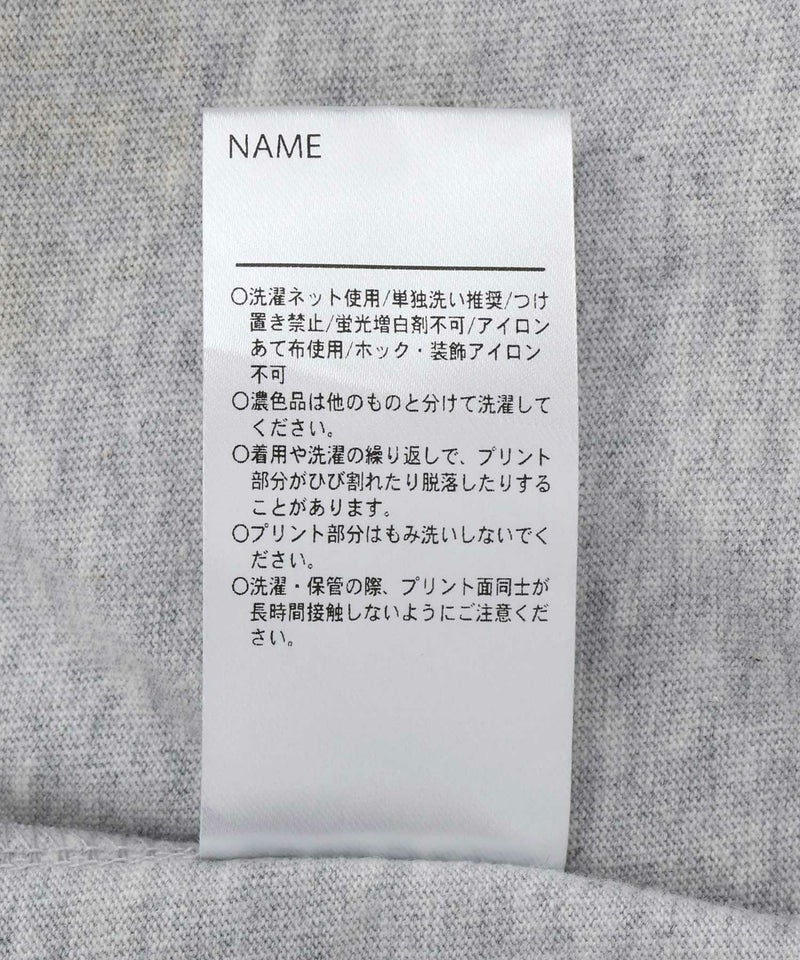 NAME
○洗濯ネット使用/単独洗い推奨/つけ
置き禁止/蛍光増白剤不可/アイロン
あて布使用/ホック・装飾アイロン
不可
○濃色品は他のものと分けて洗濯して
ください。
○着用や洗濯の繰り返しで、プリント
部分がひび割れたり脱落したりする
ことがあります。
○プリント部分はもみ洗いしないでく
ださい。
○洗濯・保管の際、プリント面同士が
長時間接触しないようにご注意くだ
さい。